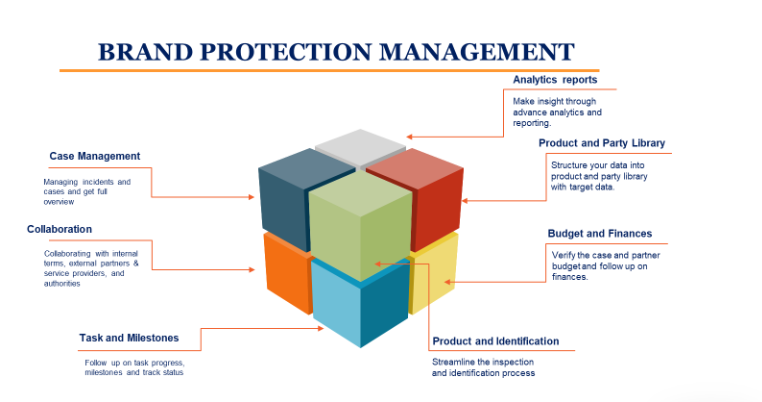 BRAND PROTECTION MANAGEMENT
Analytics reports
Make insight through
advance analytics and
reporting.
Product and Party Library
Structure your data into
product and party library
with target data.
Case Management
Managing incidents and
cases and get full
overview
Collaboration
Collaborating with internal
terms, external partners &
service providers, and
authorities
Budget and Finances
Verify the case and partner
budget and follow up on
finances.
Task and Milestones
Follow up on task progress,
milestones and track status
Product and Identification
Streamline the inspection
and identification process